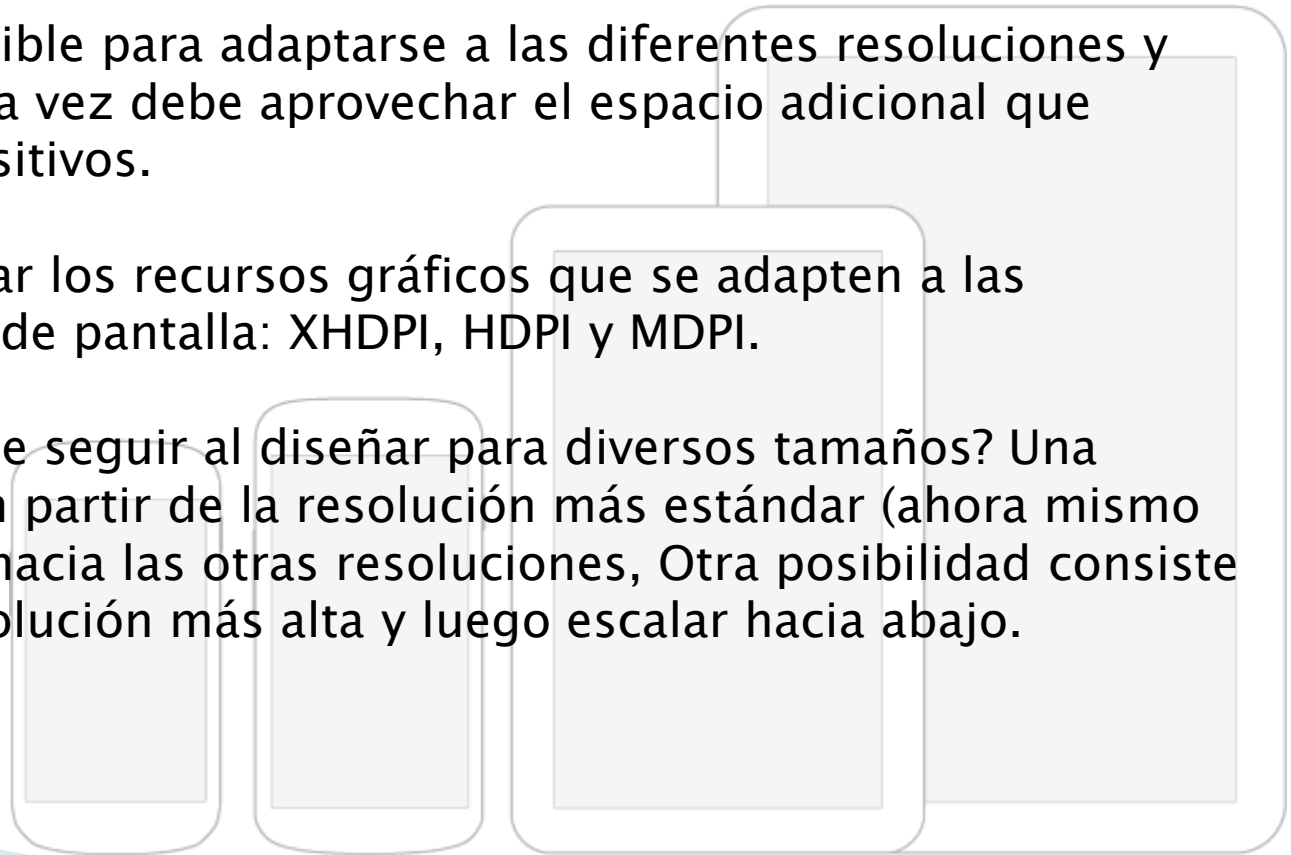 ible para adaptarse a las diferentes resoluciones y
a vez debe aprovechar el espacio adicional que
sitivos.
ar los recursos gráficos que se adapten a las
de pantalla: XHDPI, HDPI y MDPI.
e seguir al diseñar para diversos tamaños? Una
n partir de la resolución más estándar (ahora mismo
hacia las otras resoluciones, Otra posibilidad consiste
olución más alta y luego escalar hacia abajo.